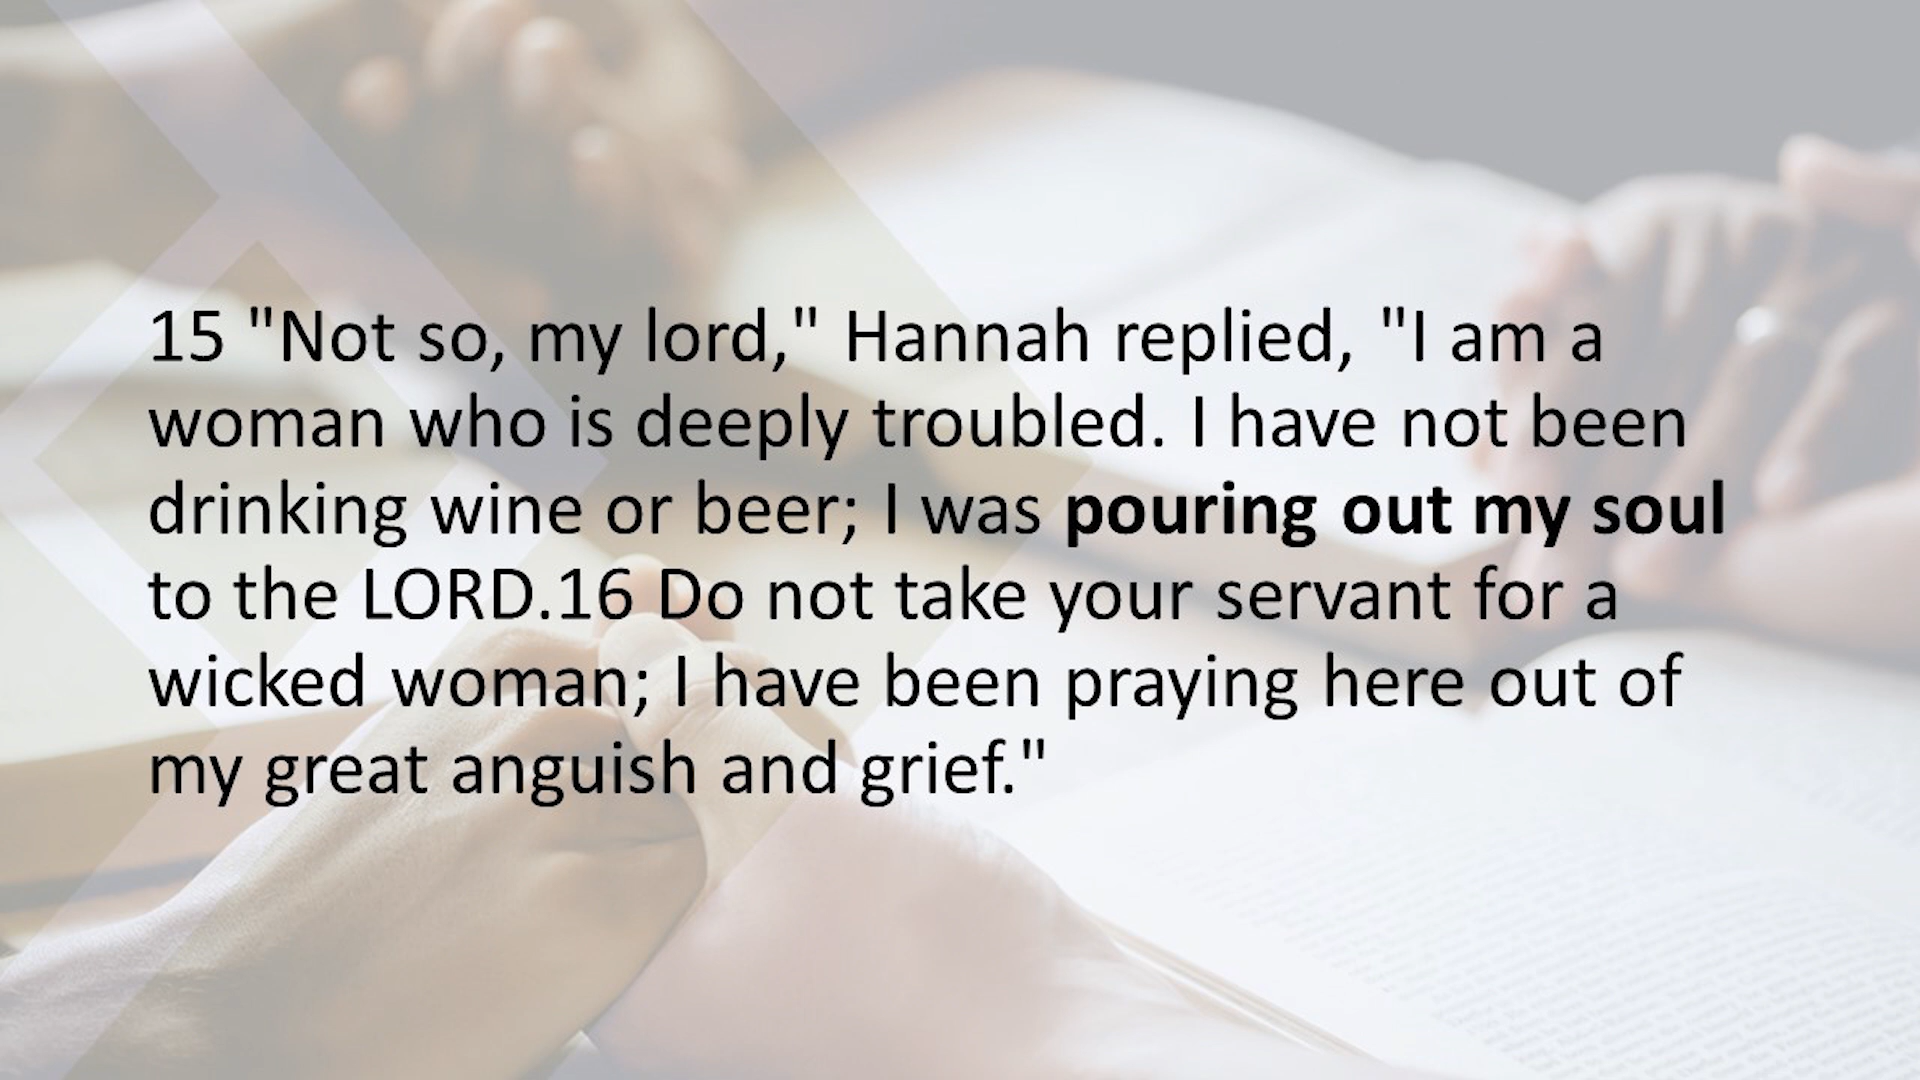 15 "Not so, my lord," Hannah replied, "I am a
woman who is deeply troubled. I have not been
drinking wine or beer; I was pouring out my soul
to the LORD.16 Do not take your servant for a
wicked woman; I have been praying here out of
my great anguish and grief."